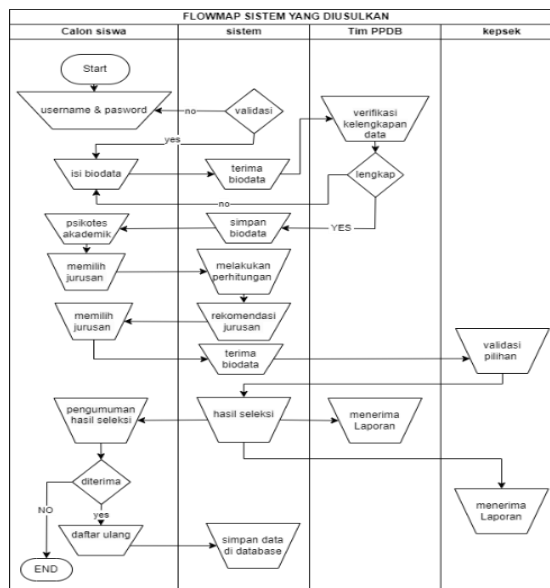 FLOWMAP SISTEM YANG DIUSULKAN
Calon siswa
sistem
Tim PPDB
kepsek
Start
username & pasword
no
validasi
verifikasi
kelengkapan
data
yes
isi biodata
terima
biodata
lengkap
no
psikotes
akademik
simpan
biodata
YES
memilih
jurusan
melakukan
perhitungan
memilih
jurusan
rekomendasi
jurusan
terima
biodata
validasi
pilihan
pengumuman
hasil seleksi
hasil seleksi
menerima
Laporan
diterima
NO
yes
menerima
Laporan
daftar ulang
simpan data
di database
END